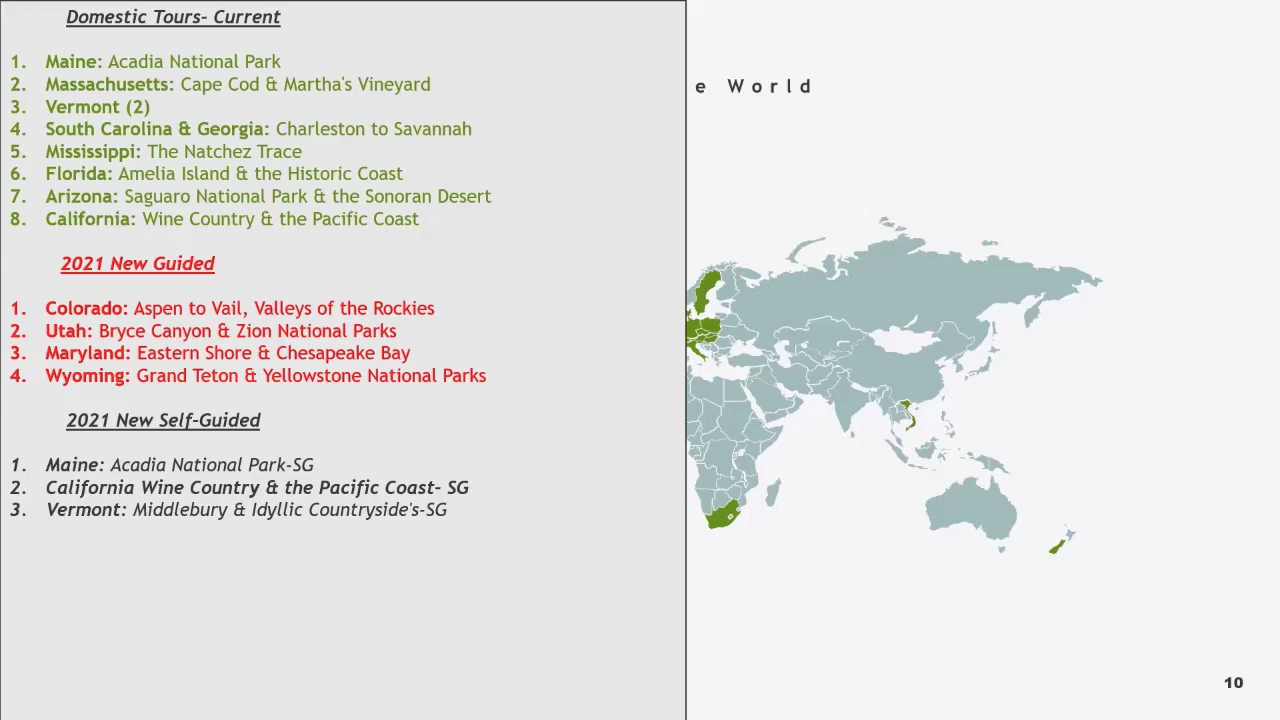 Domestic Tours- Current
1. Maine: Acadia National Park
2. Massachusetts: Cape Cod & Martha's Vineyard
3. Vermont (2)
4. South Carolina & Georgia: Charleston to Savannah
5. Mississippi: The Natchez Trace
6. Florida: Amelia Island & the Historic Coast
7. Arizona: Saguaro National Park & the Sonoran Desert
8. California: Wine Country & the Pacific Coast
2021 New Guided
1. Colorado: Aspen to Vail, Valleys of the Rockies
2. Utah: Bryce Canyon & Zion National Parks
3. Maryland: Eastern Shore & Chesapeake Bay
4. Wyoming: Grand Teton & Yellowstone National Parks
2021 New Self-Guided
1. Maine: Acadia National Park-SG
2. California Wine Country & the Pacific Coast- SG
3. Vermont: Middlebury & Idyllic Countryside's-SG
e World
10